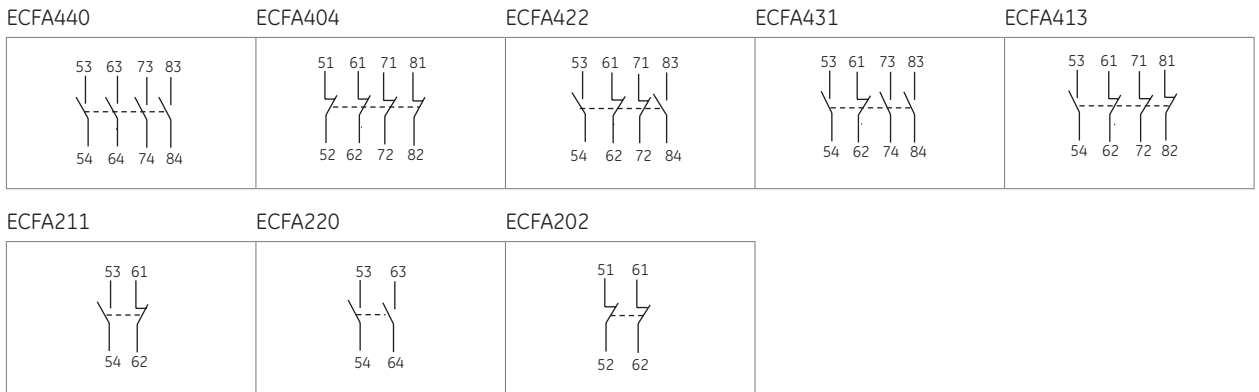 ECFA440 ECFA404 ECFA422 ECFA431 ECFA413
53 63 73 83 51 61 71 81 53 61 71 83 53 61 73 83 53 61 71 81
54 64 74 84 52 62 72 82 54 62 72 84 54 62 74 84 54 62 72 82
ECFA211 ECFA220 ECFA202
53 61 53 63 51 61
54 62 54 64 52 62